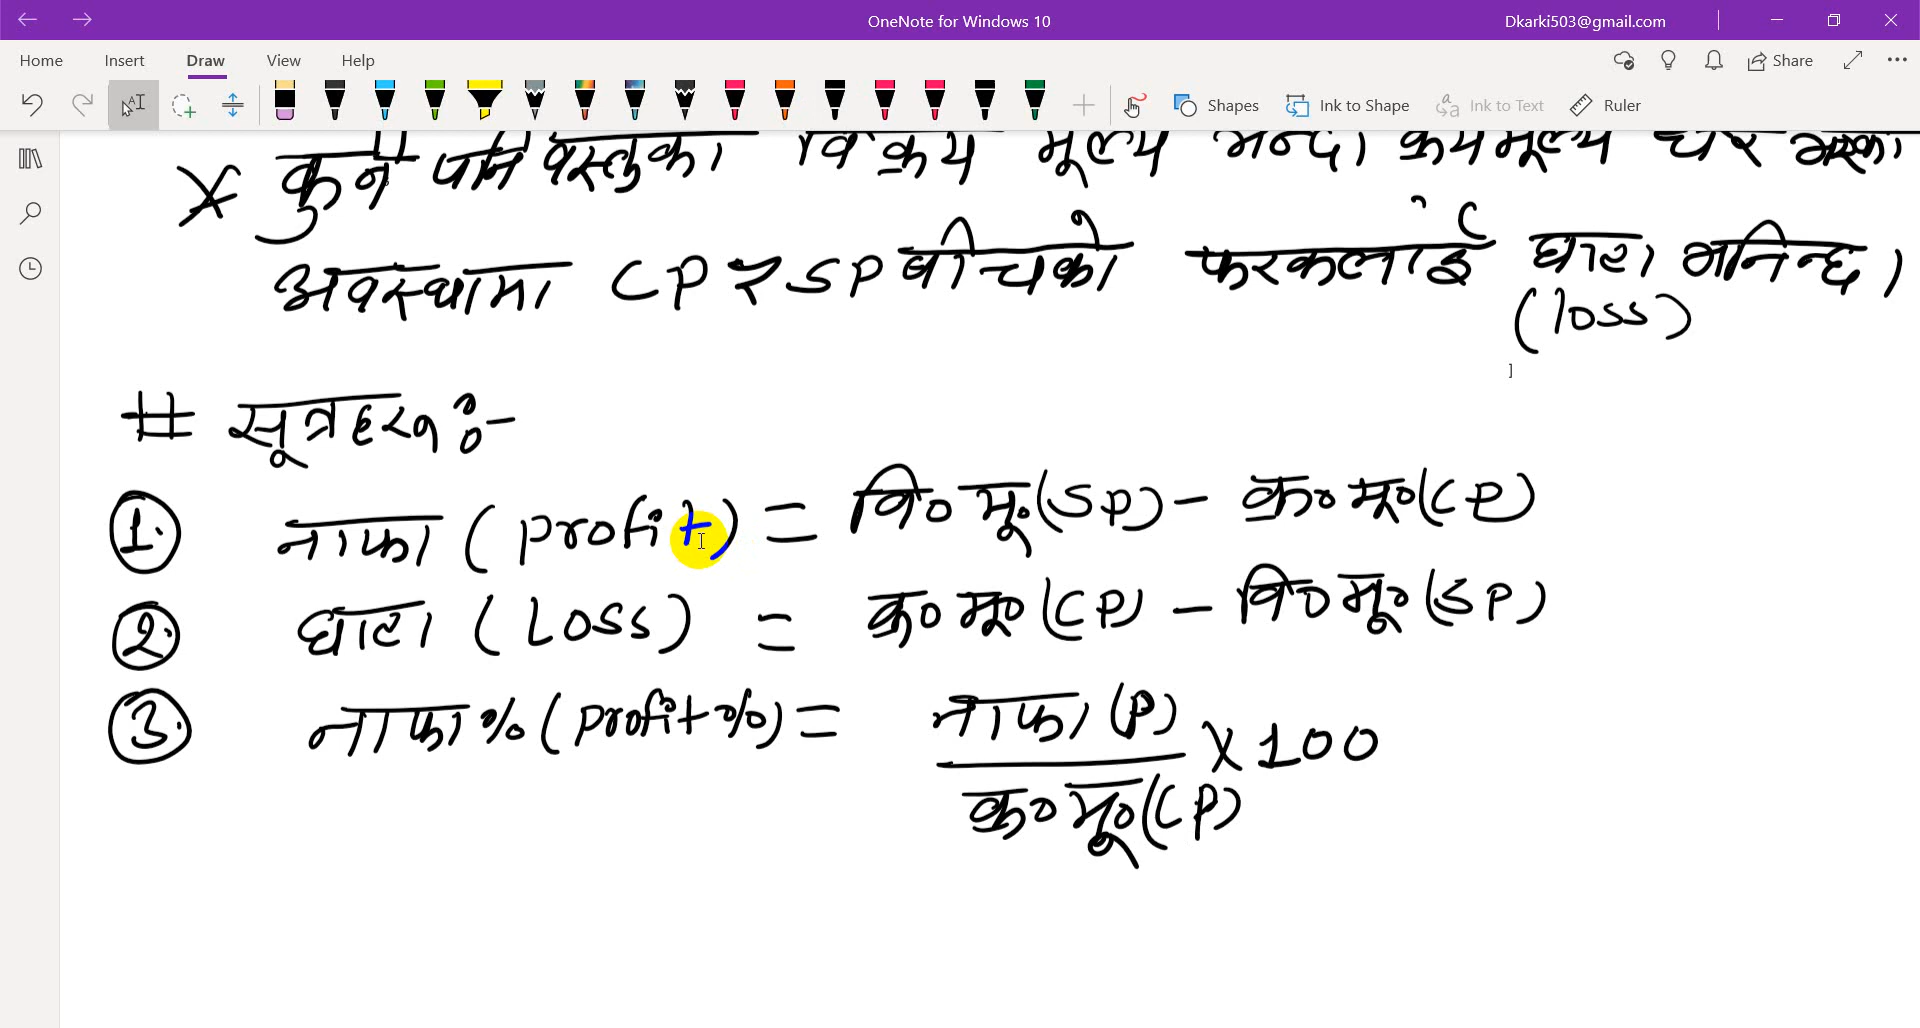 OneNote for Windows 10
Dkarki503@gmail.com
Home Insert Draw View Help
Share
Shapes Ink to Shape Ink to Text Ruler
कुनै पनि वस्तुको विक्रय मूल्य भन्दा क्रयमूल्य धेरै भएको
अवस्थामा CP र SP बीचको फरकलाई घाटा भनिन्छ।
(loss)
# सूत्रहरू :-
1. नाफा (profit) = वि० मू० (SP) - क्र० मू० (CP)
2. घाटा (Loss) = क्र० मू० (CP) - वि० मू० (SP)
3. नाफा % (profit %) = नाफा (P)
× 100
क्र० मू० (CP)